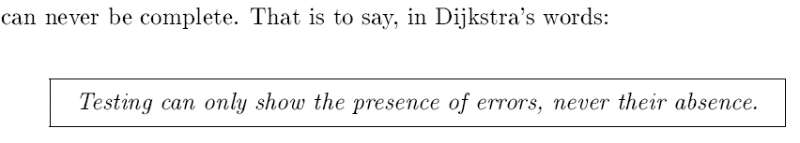 can never be complete. That is to say, in Dijkstra's words:
Testing can only show the presence of errors, never their absence.